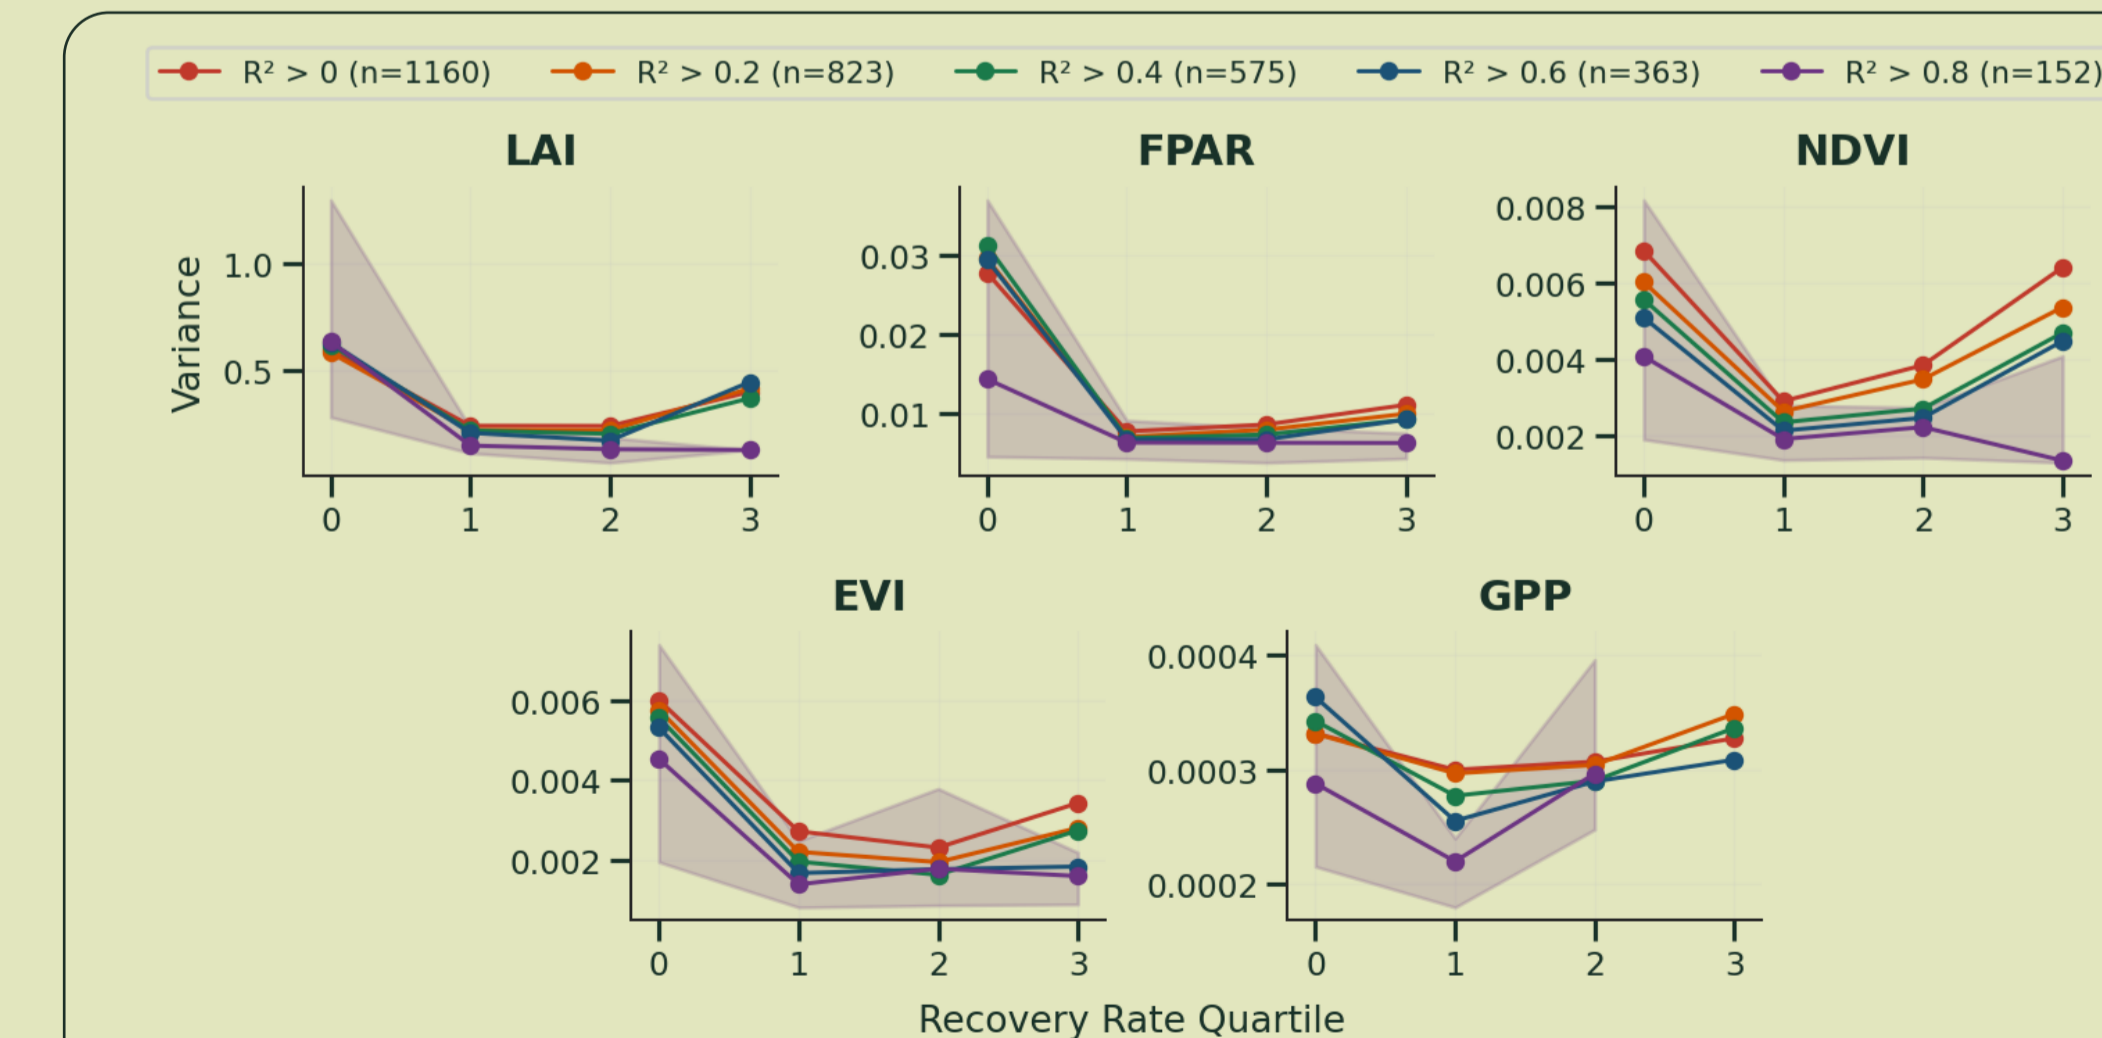 R² > 0 (n=1160) R² > 0.2 (n=823) R² > 0.4 (n=575) R² > 0.6 (n=363) R² > 0.8 (n=152)
LAI FPAR NDVI
Variance
1.0
0.5
0 1 2 3
0.03
0.02
0.01
0 1 2 3
0.008
0.006
0.004
0.002
0 1 2 3
EVI GPP
0.006
0.004
0.002
0 1 2 3
0.0004
0.0003
0.0002
0 1 2 3
Recovery Rate Quartile